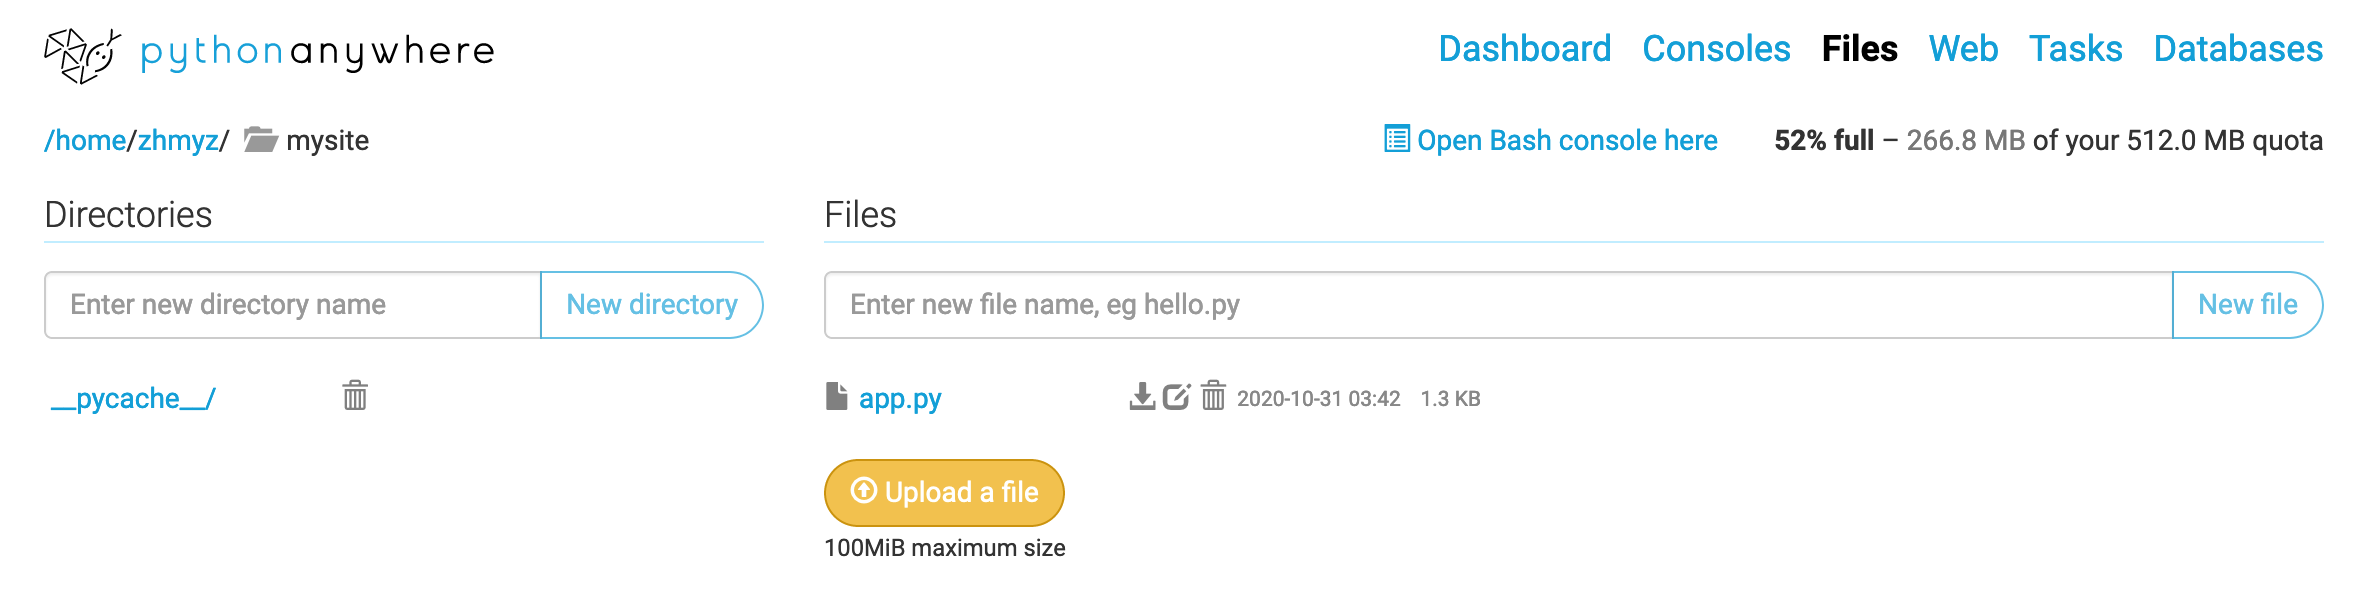 pythonanywhere
Dashboard Consoles Files Web Tasks Databases
/home/zhmyz/ mysite
Open Bash console here 52% full – 266.8 MB of your 512.0 MB quota
Directories
Enter new directory name New directory
__pycache__/
Files
Enter new file name, eg hello.py New file
app.py 2020-10-31 03:42 1.3 KB
Upload a file
100MiB maximum size